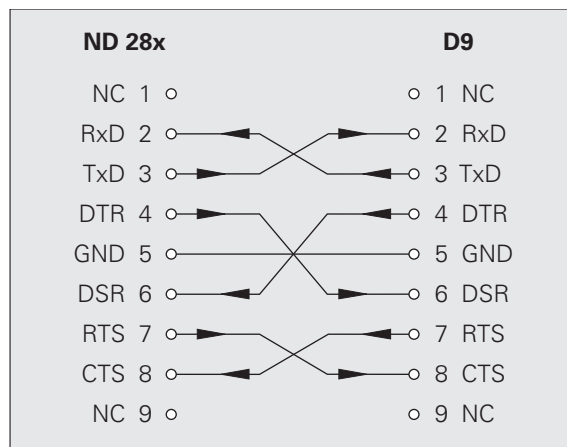 ND 28x D9
NC 1 1 NC
RxD 2 2 RxD
TxD 3 3 TxD
DTR 4 4 DTR
GND 5 5 GND
DSR 6 6 DSR
RTS 7 7 RTS
CTS 8 8 CTS
NC 9 9 NC